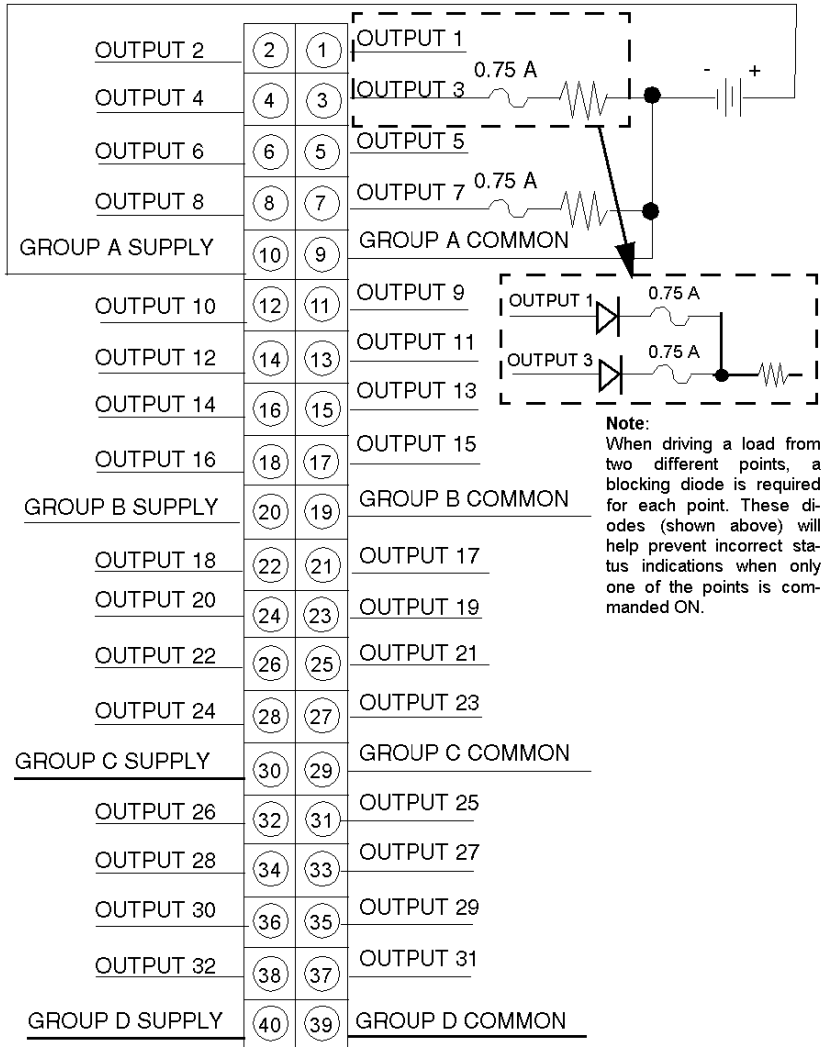 OUTPUT 2 2 1 OUTPUT 1
OUTPUT 4 4 3 OUTPUT 3 0.75 A - +
OUTPUT 6 6 5 OUTPUT 5
OUTPUT 8 8 7 OUTPUT 7 0.75 A
GROUP A SUPPLY 10 9 GROUP A COMMON
OUTPUT 10 12 11 OUTPUT 9
OUTPUT 12 14 13 OUTPUT 11
OUTPUT 14 16 15 OUTPUT 13
OUTPUT 16 18 17 OUTPUT 15
GROUP B SUPPLY 20 19 GROUP B COMMON
OUTPUT 18 22 21 OUTPUT 17
OUTPUT 20 24 23 OUTPUT 19
OUTPUT 22 26 25 OUTPUT 21
OUTPUT 24 28 27 OUTPUT 23
GROUP C SUPPLY 30 29 GROUP C COMMON
OUTPUT 26 32 31 OUTPUT 25
OUTPUT 28 34 33 OUTPUT 27
OUTPUT 30 36 35 OUTPUT 29
OUTPUT 32 38 37 OUTPUT 31
GROUP D SUPPLY 40 39 GROUP D COMMON
OUTPUT 1 0.75 A
OUTPUT 3 0.75 A
Note:
When driving a load from
two different points, a
blocking diode is required
for each point. These di-
odes (shown above) will
help prevent incorrect sta-
tus indications when only
one of the points is com-
manded ON.